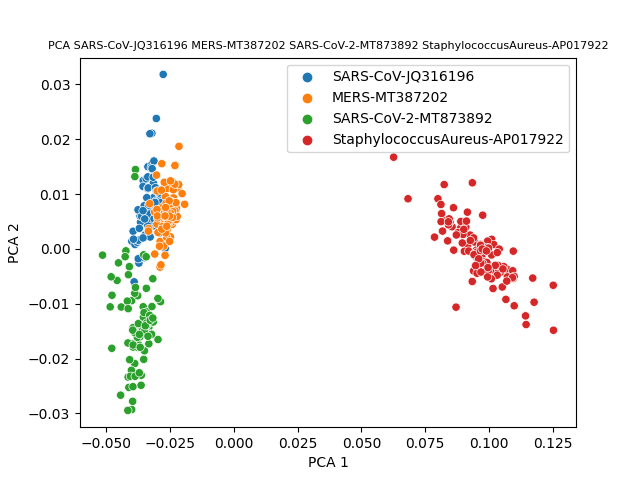 PCA SARS-CoV-JQ316196 MERS-MT387202 SARS-CoV-2-MT873892 StaphylococcusAureus-AP017922
SARS-CoV-JQ316196
MERS-MT387202
SARS-CoV-2-MT873892
StaphylococcusAureus-AP017922
0.03
0.02
0.01
0.00
−0.01
−0.02
−0.03
PCA 2
−0.050
−0.025
0.000
0.025
0.050
0.075
0.100
0.125
PCA 1